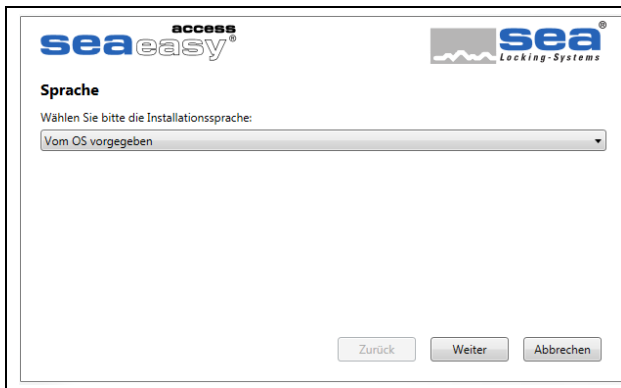 access
seaeasy®
sea®
Locking-Systems
Sprache
Wählen Sie bitte die Installationssprache:
Vom OS vorgegeben
Zurück Weiter Abbrechen